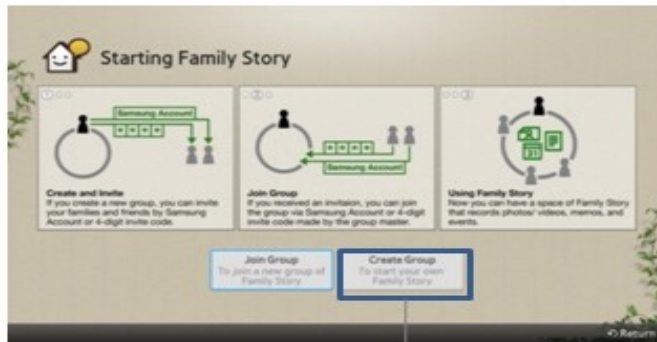 Starting Family Story
Samsung Account
Create and Invite
If you create a new group, you can invite
your families and friends by Samsung
Account or 4-digit invite code.
Samsung Account
Join Group
If you received an invitaion, you can join
the group via Samsung Account or 4-digit
invite code made by the group master.
31
Using Family Story
Now you can have a space of Family Story
that records photos/ videos, memos, and
events.
Join Group
To join a new group of
Family Story
Create Group
To start your own
Family Story
Return